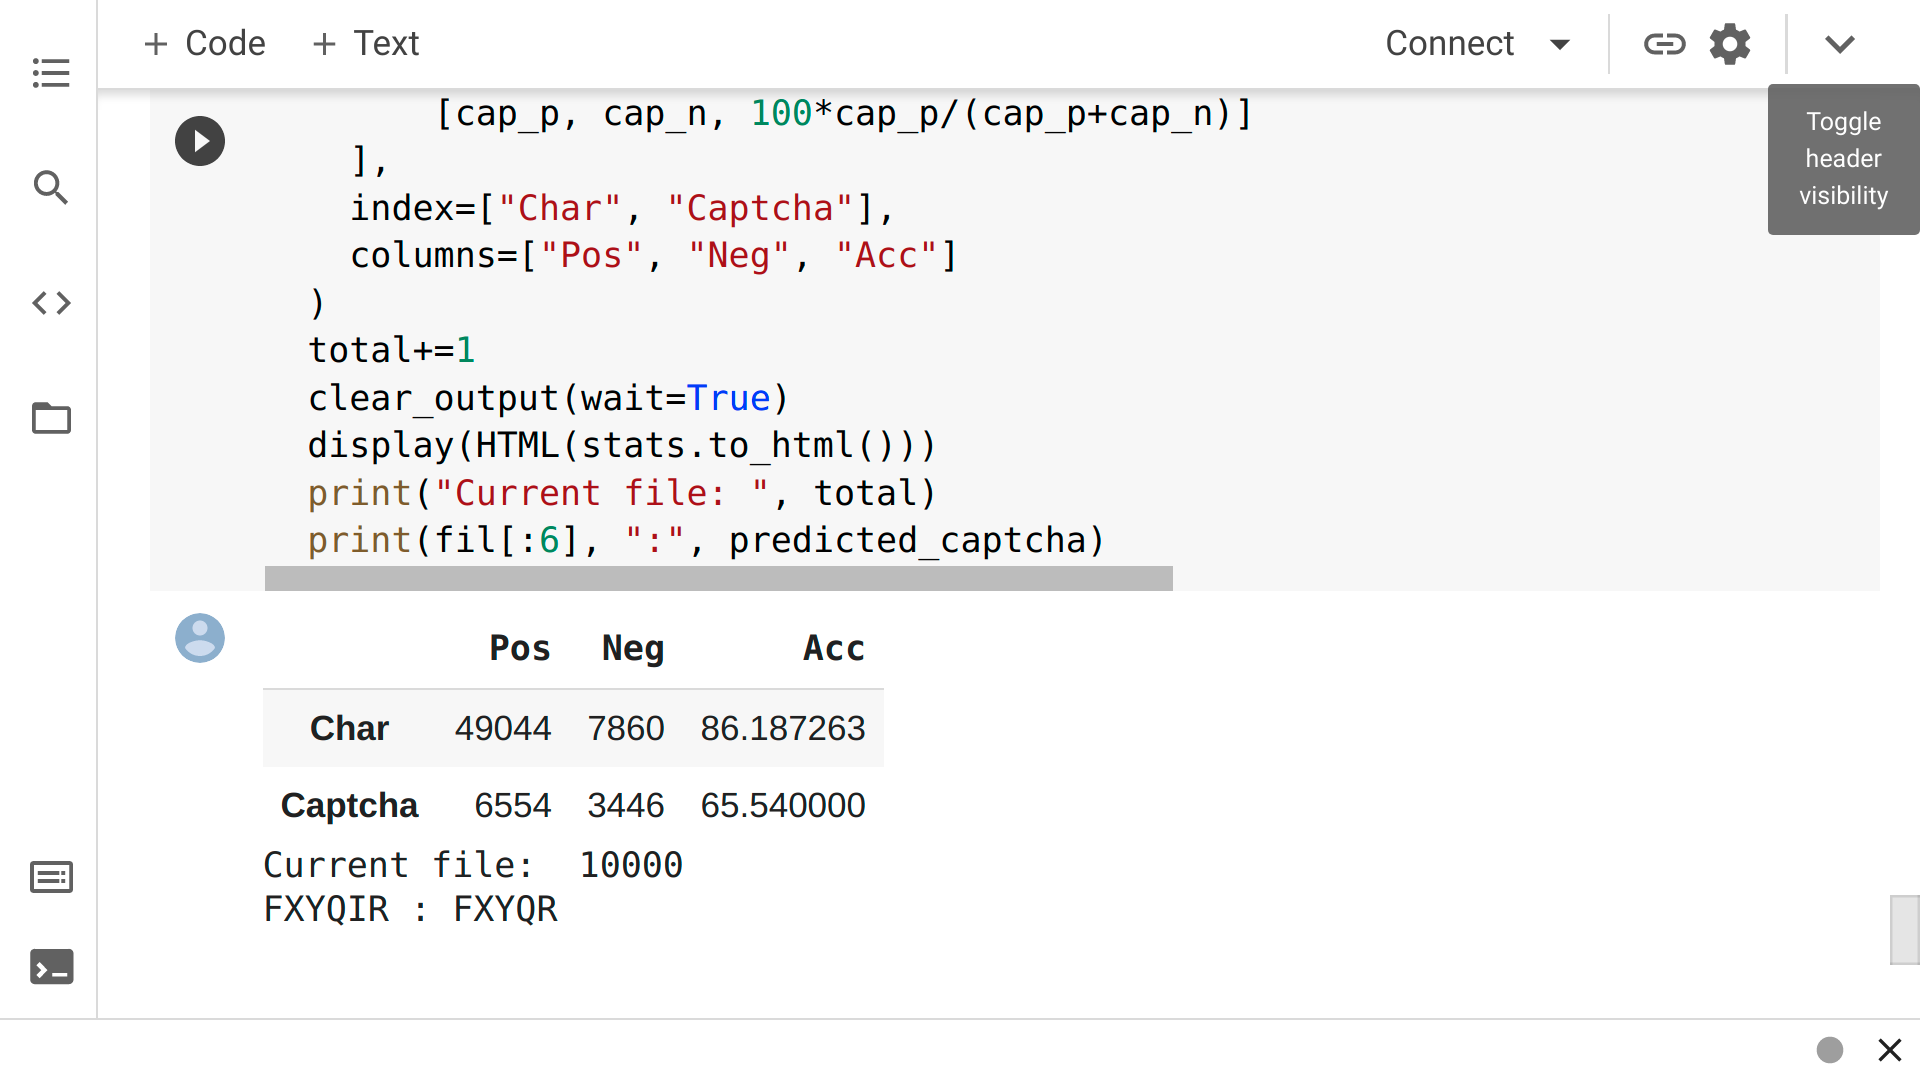 + Code + Text Connect
[cap_p, cap_n, 100*cap_p/(cap_p+cap_n)]
],
index=["Char", "Captcha"],
columns=["Pos", "Neg", "Acc"]
)
total+=1
clear_output(wait=True)
display(HTML(stats.to_html()))
print("Current file: ", total)
print(fil[:6], ":", predicted_captcha)
Toggle
header
visibility
Pos Neg Acc
Char 49044 7860 86.187263
Captcha 6554 3446 65.540000
Current file:  10000
FXYQIR : FXYQR